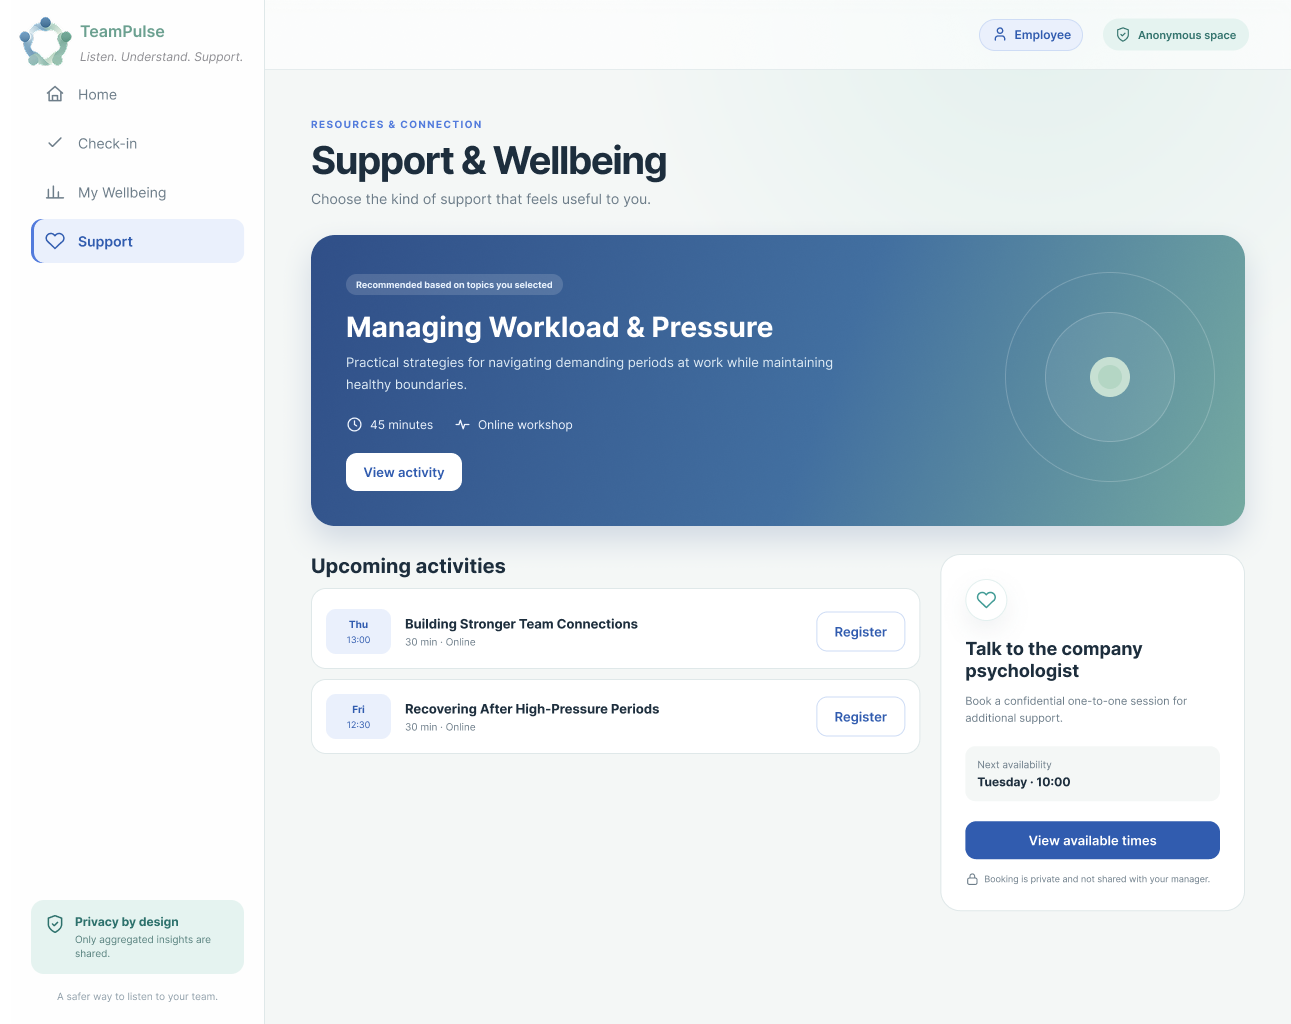 TeamPulse
Listen. Understand. Support.
Home
Check-in
My Wellbeing
Support
Privacy by design
Only aggregated insights are
shared.
A safer way to listen to your team.
Employee
Anonymous space
RESOURCES & CONNECTION
Support & Wellbeing
Choose the kind of support that feels useful to you.
Recommended based on topics you selected
Managing Workload & Pressure
Practical strategies for navigating demanding periods at work while maintaining
healthy boundaries.
45 minutes
Online workshop
View activity
Upcoming activities
Thu
13:00
Building Stronger Team Connections
30 min · Online
Register
Fri
12:30
Recovering After High-Pressure Periods
30 min · Online
Register
Talk to the company
psychologist
Book a confidential one-to-one session for
additional support.
Next availability
Tuesday · 10:00
View available times
Booking is private and not shared with your manager.